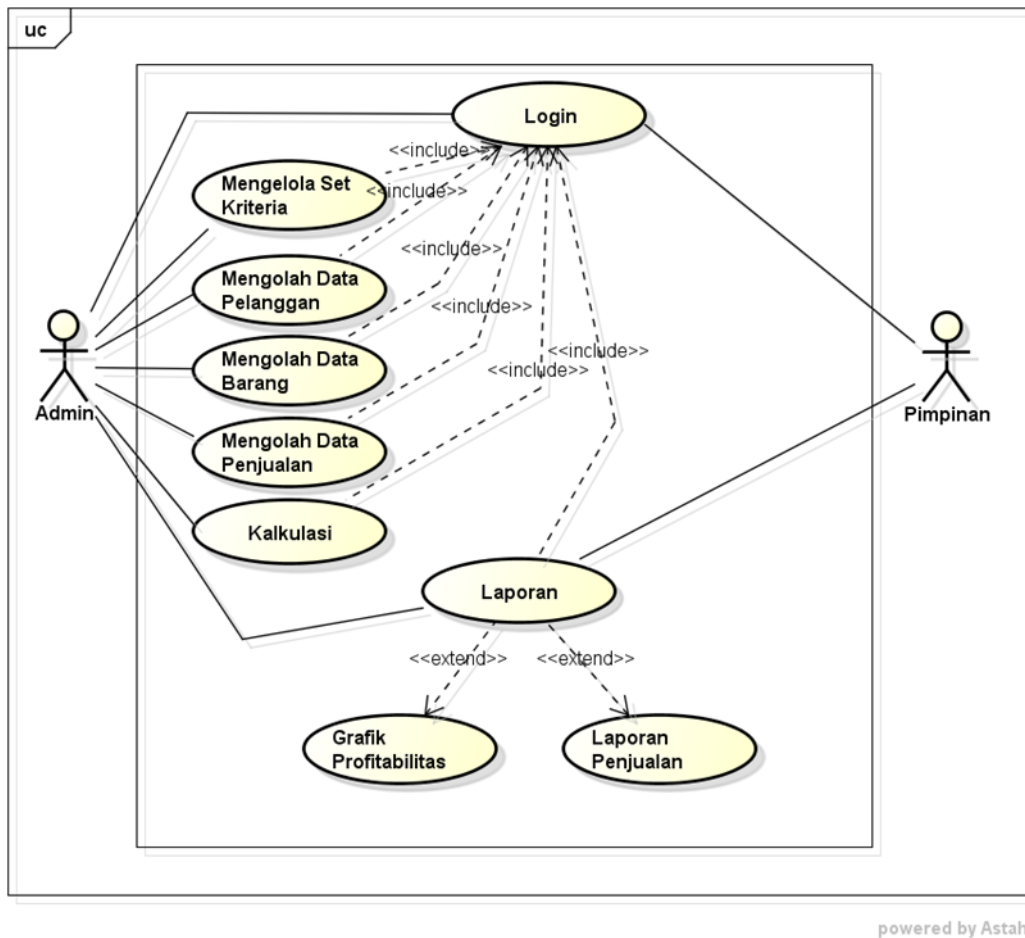 uc
Login
<<include>>
Mengelola Set
Kriteria
<<include>>
<<include>>
Mengolah Data
Pelanggan
<<include>>
Mengolah Data
Barang
<<include>>
<<include>>
Admin
Pimpinan
Mengolah Data
Penjualan
Kalkulasi
Laporan
<<extend>>
<<extend>>
Grafik
Profitabilitas
Laporan
Penjualan
powered by Astah